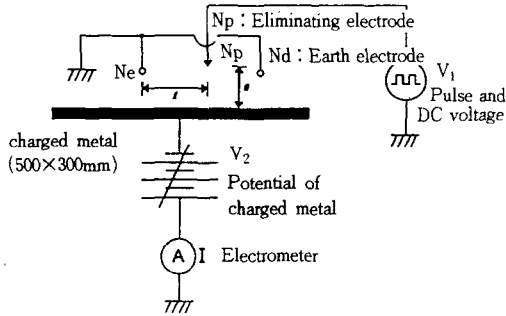 Np : Eliminating electrode
Np
Nd : Earth electrode
Ne
V1
Pulse and
DC voltage
charged metal
(500×300mm)
V2
Potential of
charged metal
A
I Electrometer